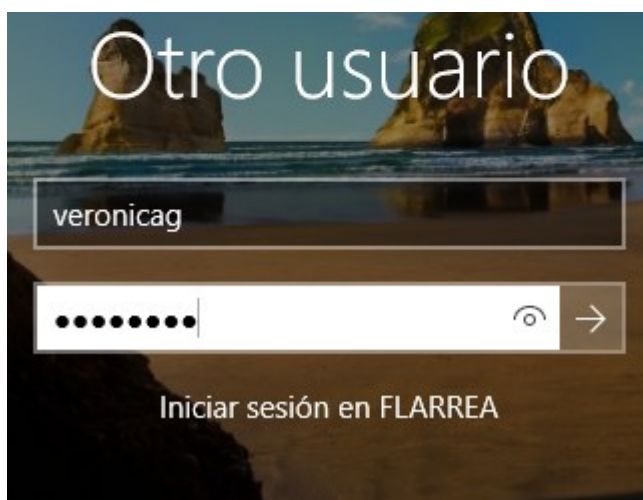 Otro usuario
veronicag
••••••••
Iniciar sesión en FLARREA